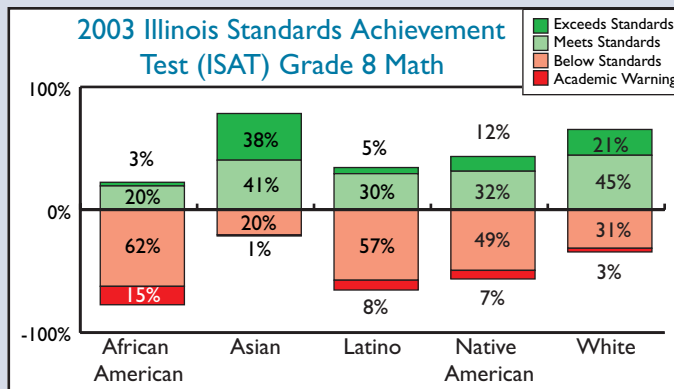 2003 Illinois Standards Achievement
Test (ISAT) Grade 8 Math
Exceeds Standards
Meets Standards
Below Standards
Academic Warning
100%
0%
-100%
3%
20%
62%
15%
38%
41%
20%
1%
5%
30%
57%
8%
12%
32%
49%
7%
21%
45%
31%
3%
African
American
Asian
Latino
Native
American
White